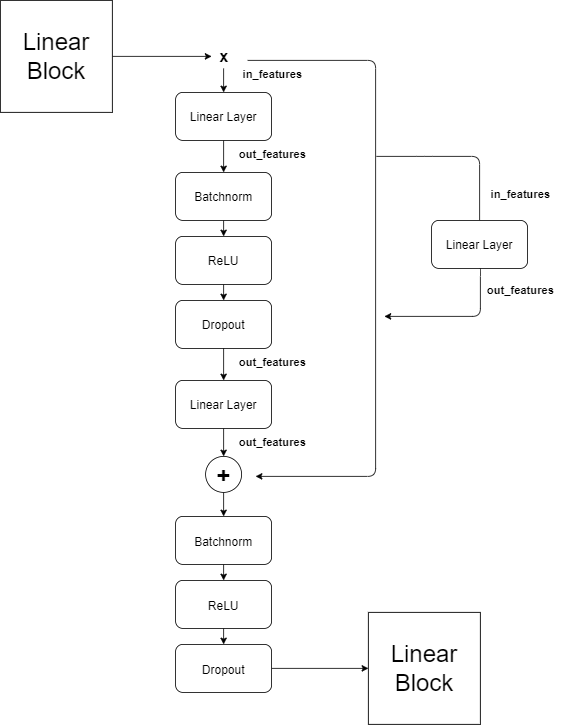 Linear
Block
x
in_features
Linear Layer
out_features
Batchnorm
in_features
ReLU
Linear Layer
out_features
Dropout
out_features
Linear Layer
out_features
+
Batchnorm
ReLU
Dropout
Linear
Block